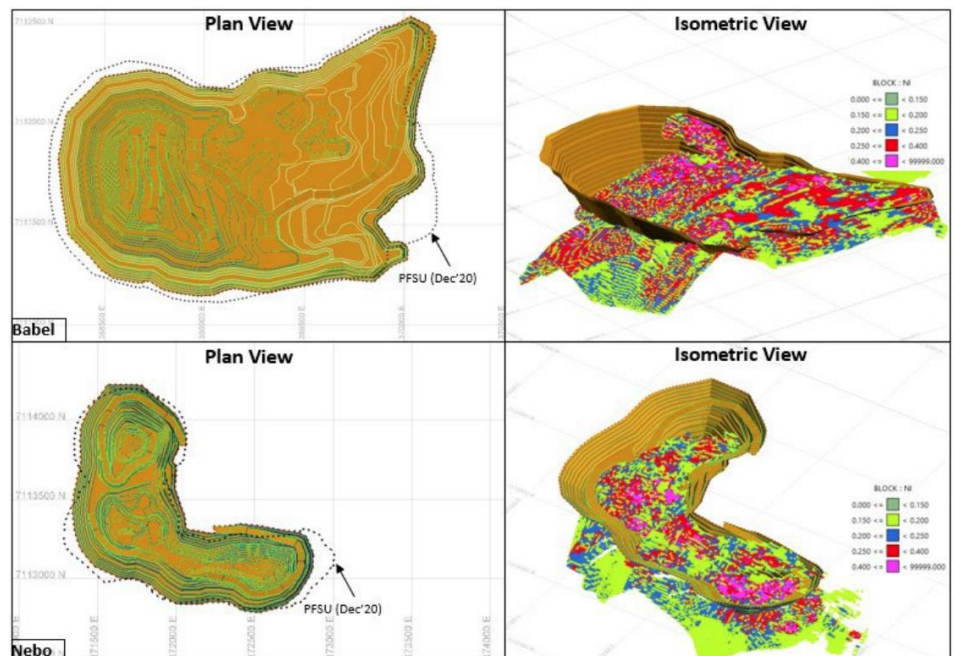 Plan View
7112500 N
7112000 N
7111500 N
PFSU (Dec'20)
Babel
Isometric View
BLOCK : NI
0.000 <= < 0.150
0.150 <= < 0.200
0.200 <= < 0.250
0.250 <= < 0.400
0.400 <= < 99999.000
Plan View
7114000 N
7113500 N
7113000 N
PFSU (Dec'20)
Nebo
Isometric View
BLOCK : NI
0.000 <= < 0.150
0.150 <= < 0.200
0.200 <= < 0.250
0.250 <= < 0.400
0.400 <= < 99999.000